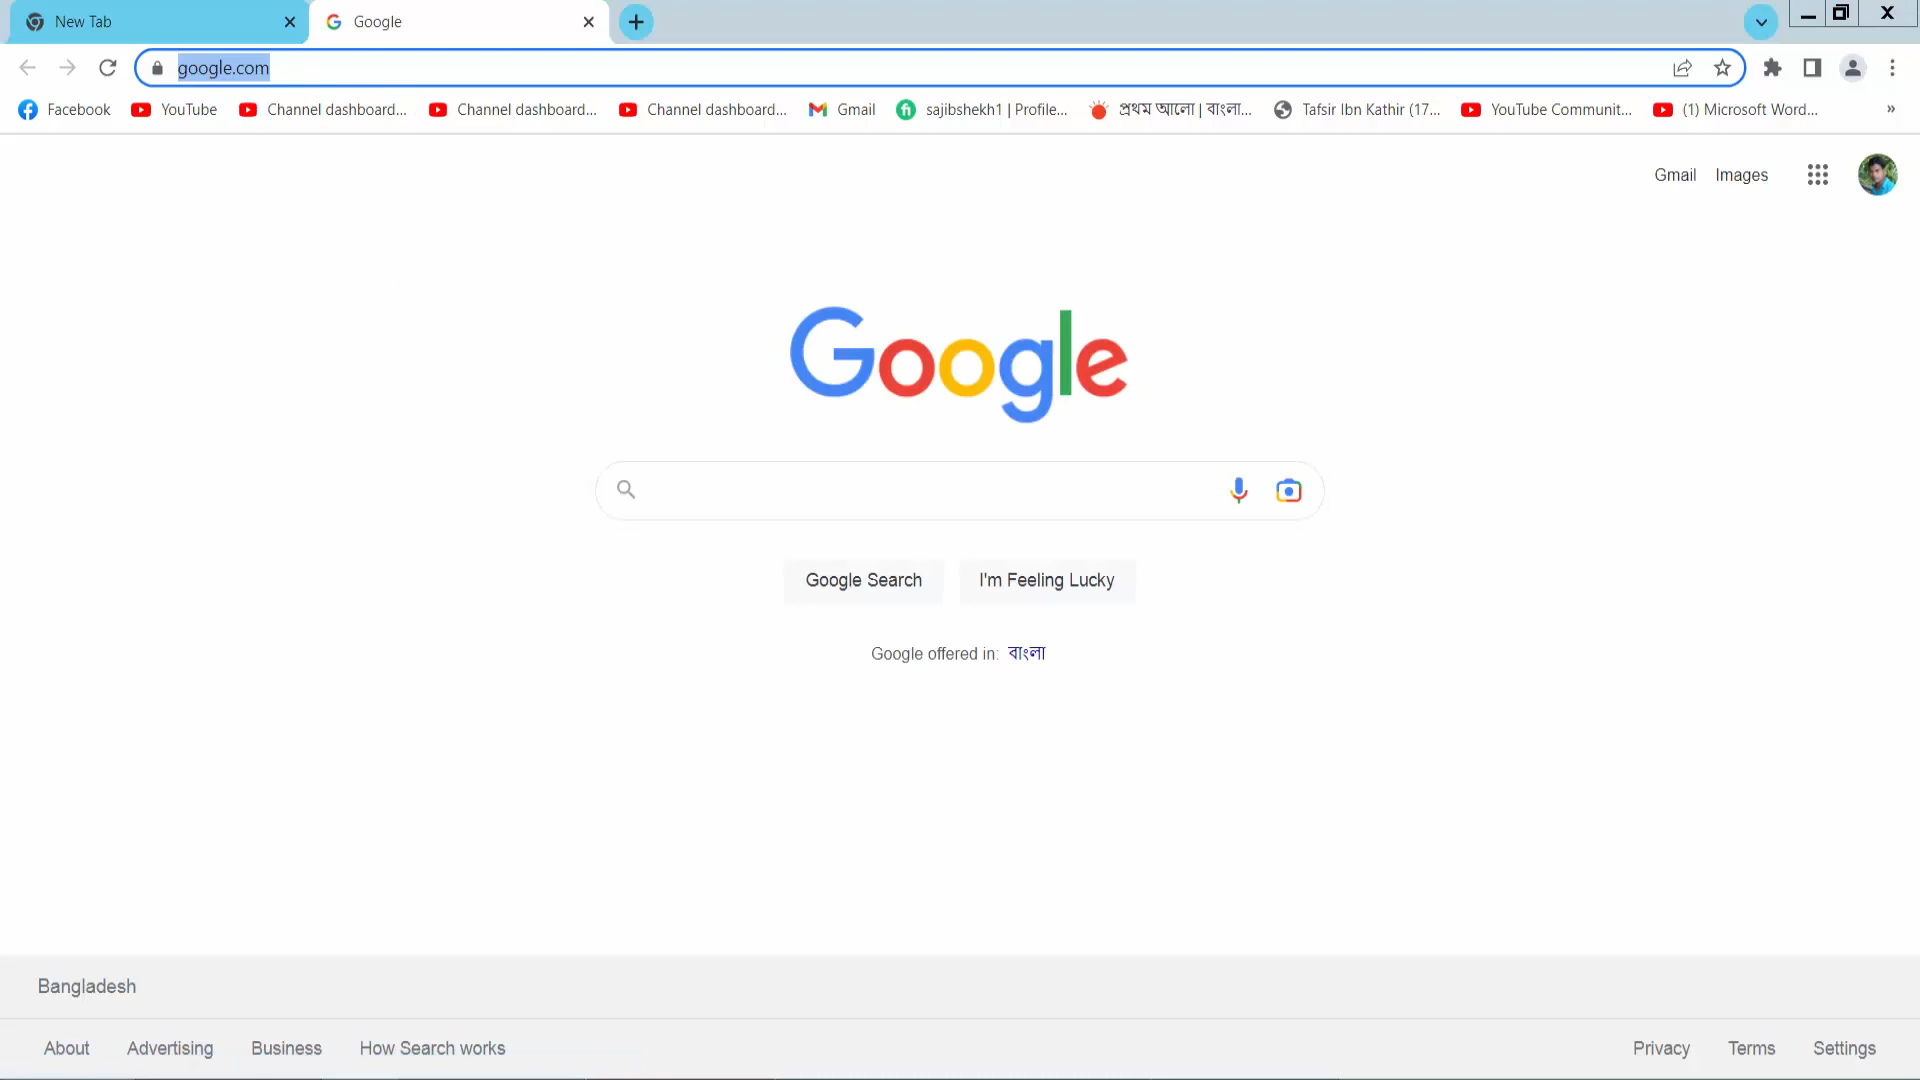 New Tab
Google
google.com
Facebook
YouTube
Channel dashboard...
Channel dashboard...
Channel dashboard...
Gmail
sajibshekh1 | Profile...
প্রথম আলো | বাংলা...
Tafsir Ibn Kathir (17...
YouTube Communit...
(1) Microsoft Word...
»
Gmail
Images
Google
Google Search
I'm Feeling Lucky
Google offered in: বাংলা
Bangladesh
About
Advertising
Business
How Search works
Privacy
Terms
Settings